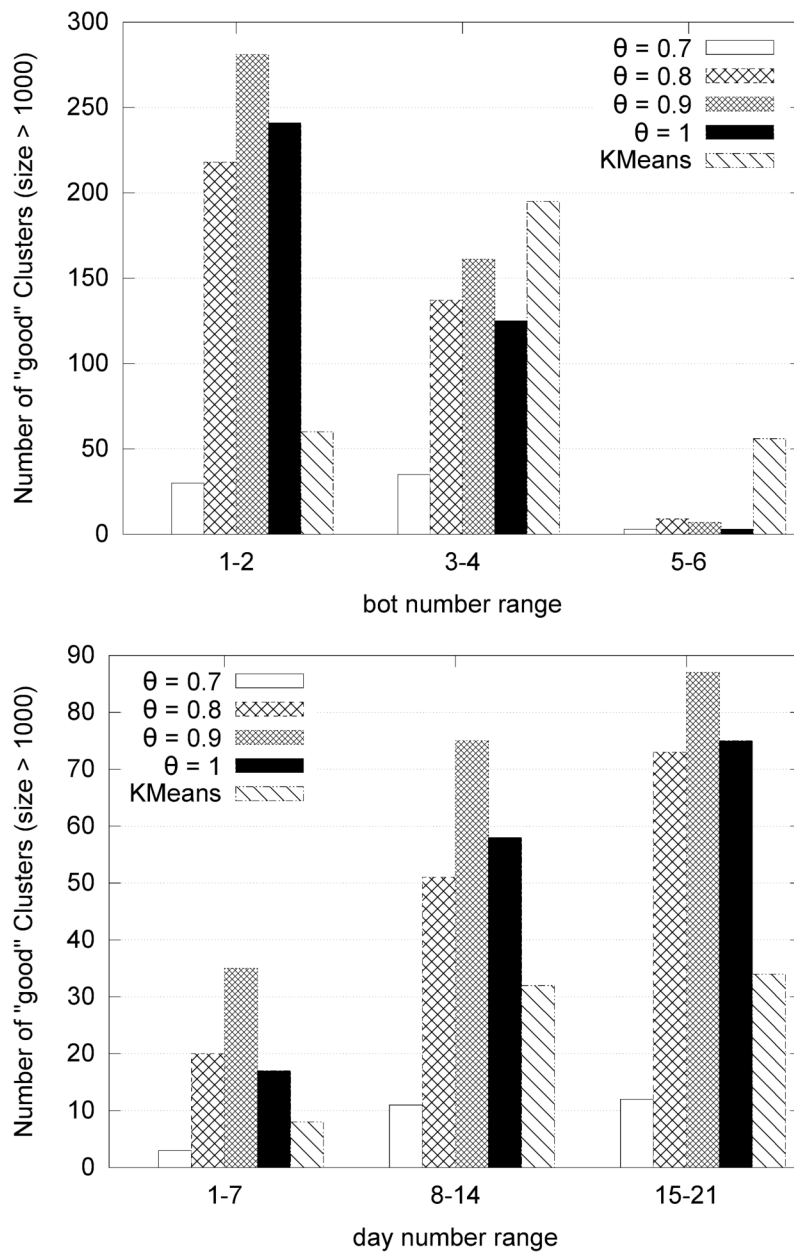 300
250
200
150
100
50
0
Number of "good" Clusters (size > 1000)
θ = 0.7
θ = 0.8
θ = 0.9
θ = 1
KMeans
1-2 3-4 5-6
bot number range
90
80
70
60
50
40
30
20
10
0
Number of "good" Clusters (size > 1000)
θ = 0.7
θ = 0.8
θ = 0.9
θ = 1
KMeans
1-7 8-14 15-21
day number range